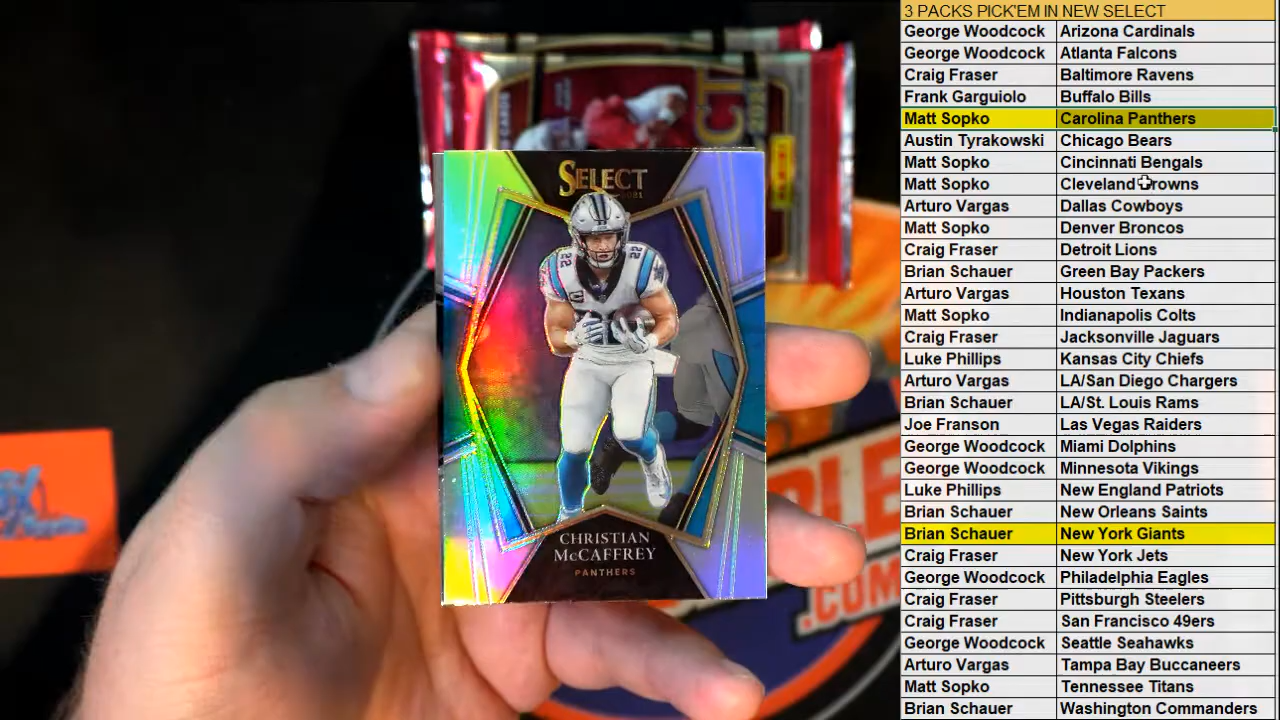 3 PACKS PICK'EM IN NEW SELECT
George Woodcock Arizona Cardinals
George Woodcock Atlanta Falcons
Craig Fraser Baltimore Ravens
Frank Garguiolo Buffalo Bills
Matt Sopko Carolina Panthers
Austin Tyrakowski Chicago Bears
Matt Sopko Cincinnati Bengals
Matt Sopko Cleveland Browns
Arturo Vargas Dallas Cowboys
Matt Sopko Denver Broncos
Craig Fraser Detroit Lions
Brian Schauer Green Bay Packers
Arturo Vargas Houston Texans
Matt Sopko Indianapolis Colts
Craig Fraser Jacksonville Jaguars
Luke Phillips Kansas City Chiefs
Arturo Vargas LA/San Diego Chargers
Brian Schauer LA/St. Louis Rams
Joe Franson Las Vegas Raiders
George Woodcock Miami Dolphins
George Woodcock Minnesota Vikings
Luke Phillips New England Patriots
Brian Schauer New Orleans Saints
Brian Schauer New York Giants
Craig Fraser New York Jets
George Woodcock Philadelphia Eagles
Craig Fraser Pittsburgh Steelers
Craig Fraser San Francisco 49ers
George Woodcock Seattle Seahawks
Arturo Vargas Tampa Bay Buccaneers
Matt Sopko Tennessee Titans
Brian Schauer Washington Commanders
SELECT
2021
22
22
CHRISTIAN
McCAFFREY
PANTHERS
.COM